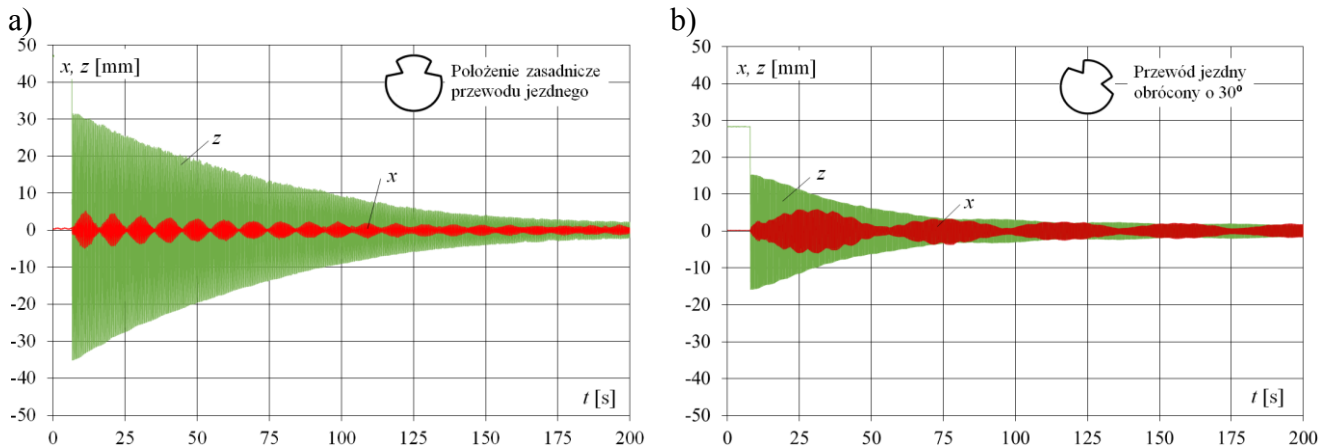 a)
50
40
30
20
10
0
-10
-20
-30
-40
-50
x, z [mm]
Położenie zasadnicze
przewodu jezdnego
z
x
t [s]
0 25 50 75 100 125 150 175 200
b)
50
40
30
20
10
0
-10
-20
-30
-40
-50
x, z [mm]
Przewód jezdny
obrócony o 30⁰
z
x
t [s]
0 25 50 75 100 125 150 175 200